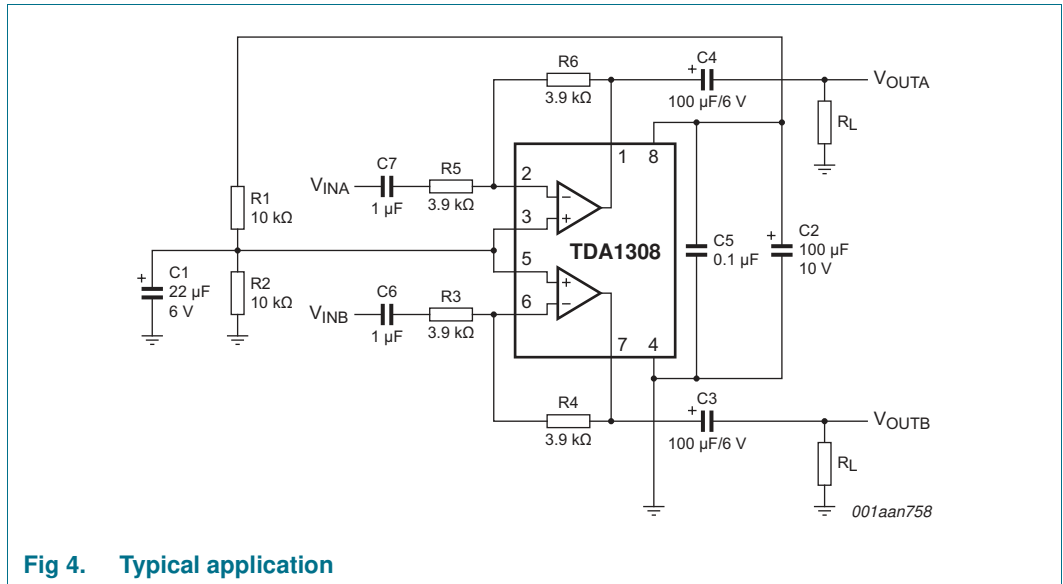 R6
3.9 kΩ
+ C4
100 µF/6 V
VOUTA
RL
1 8
VINA
C7
1 µF
R5
3.9 kΩ
2
−
3
+
R1
10 kΩ
TDA1308
C5
0.1 µF
+ C2
100 µF
10 V
+
C1
22 µF
6 V
R2
10 kΩ
5
+
6
−
VINB
C6
1 µF
R3
3.9 kΩ
7 4
R4
3.9 kΩ
+ C3
100 µF/6 V
VOUTB
RL
001aan758
Fig 4. Typical application